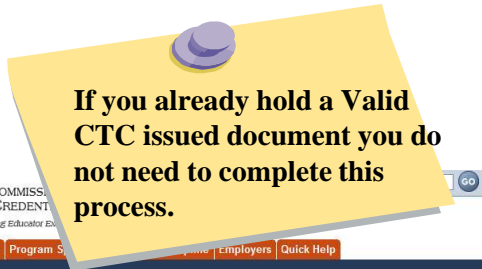 If you already hold a Valid
CTC issued document you do
not need to complete this
process.
GO
Program
Employers
Quick Help